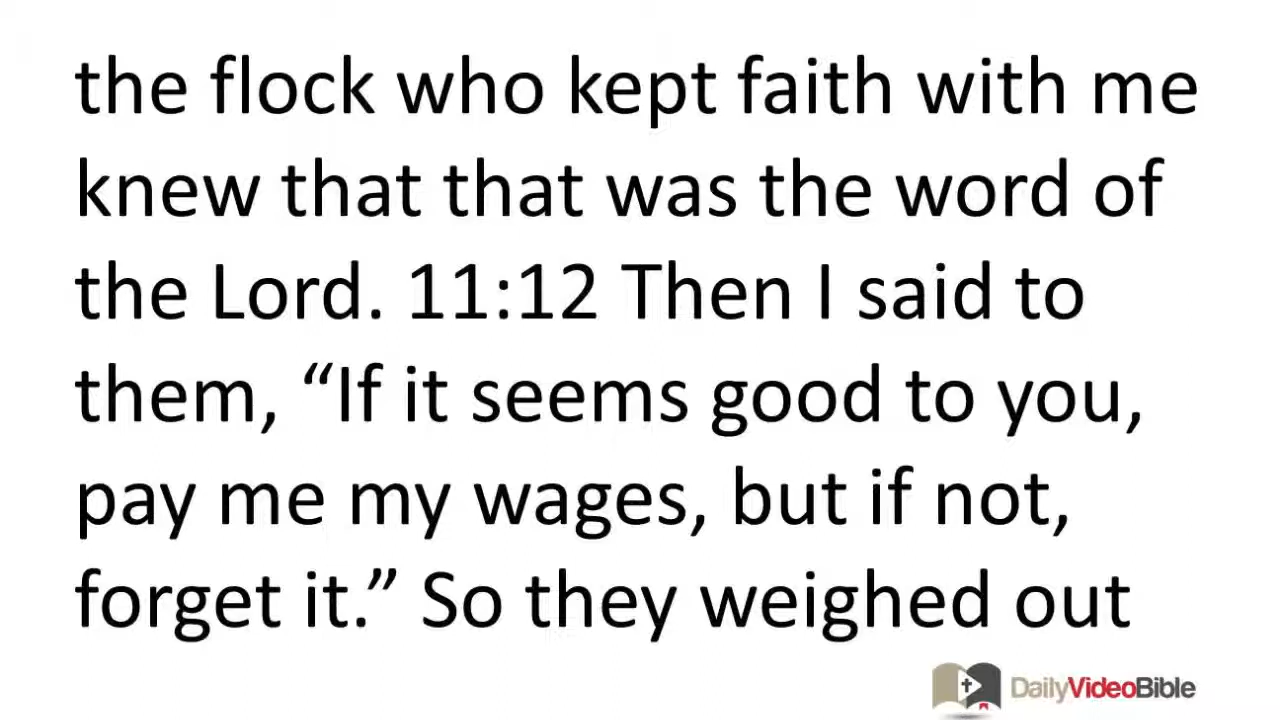 the flock who kept faith with me
knew that that was the word of
the Lord. 11:12 Then I said to
them, “If it seems good to you,
pay me my wages, but if not,
forget it.” So they weighed out
DailyVideoBible